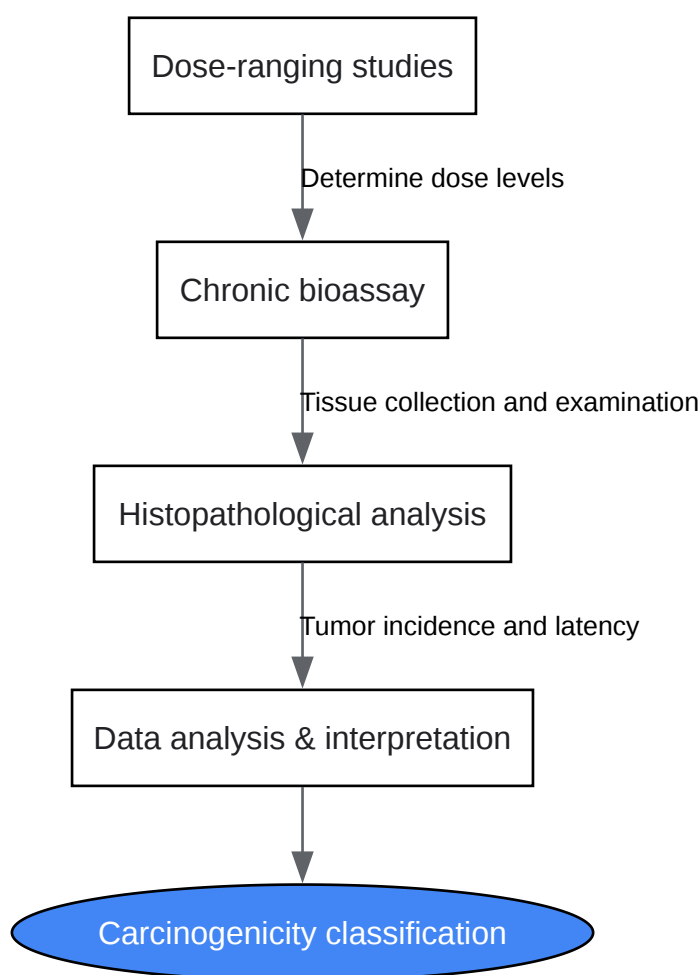 Dose-ranging studies
Determine dose levels
Chronic bioassay
Tissue collection and examination
Histopathological analysis
Tumor incidence and latency
Data analysis & interpretation
Carcinogenicity classification